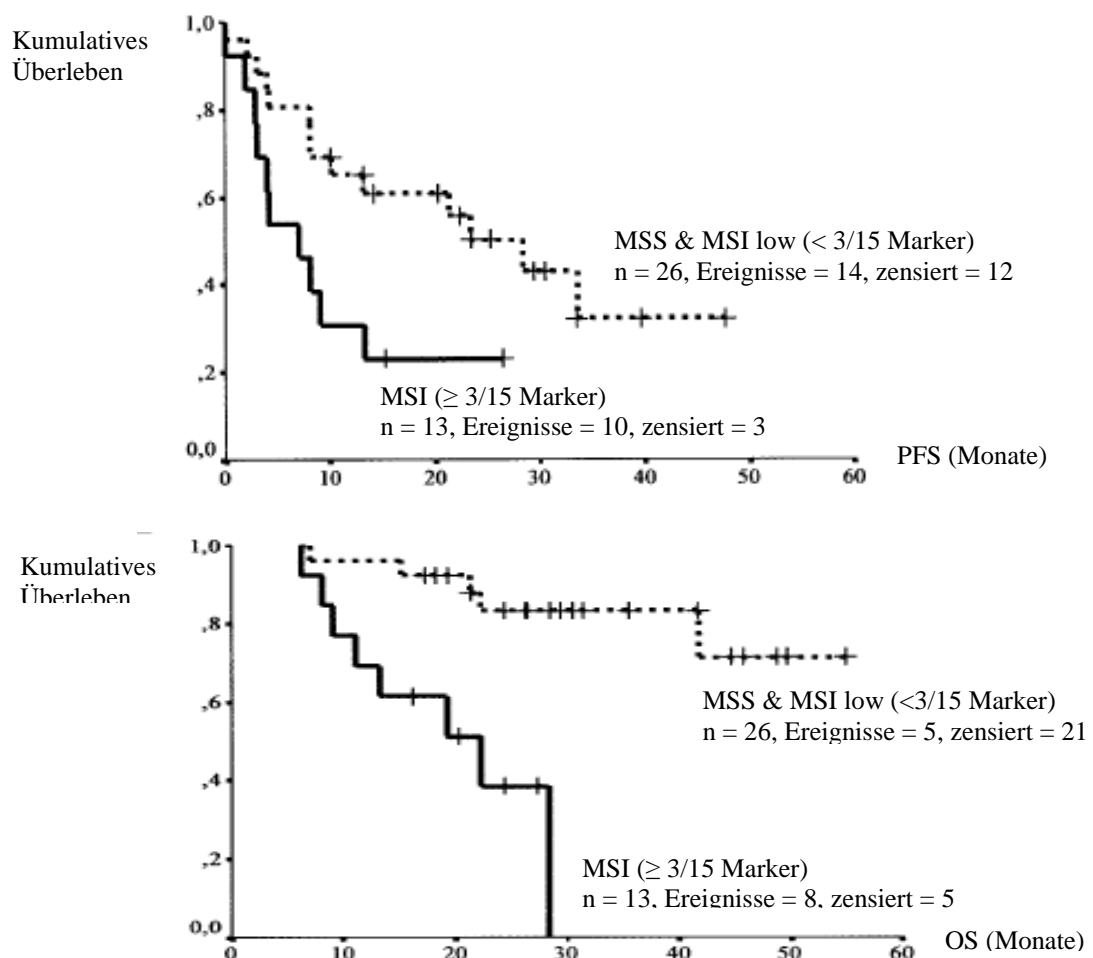 Kumulatives
Überleben
1,0
,8
,6
,4
,2
0,0
MSS & MSI low (< 3/15 Marker)
n = 26, Ereignisse = 14, zensiert = 12
MSI (≥ 3/15 Marker)
n = 13, Ereignisse = 10, zensiert = 3
0 10 20 30 40 50 60
PFS (Monate)
Kumulatives
Überleben
1,0
,8
,6
,4
,2
0,0
MSS & MSI low (<3/15 Marker)
n = 26, Ereignisse = 5, zensiert = 21
MSI (≥ 3/15 Marker)
n = 13, Ereignisse = 8, zensiert = 5
0 10 20 30 40 50 60
OS (Monate)